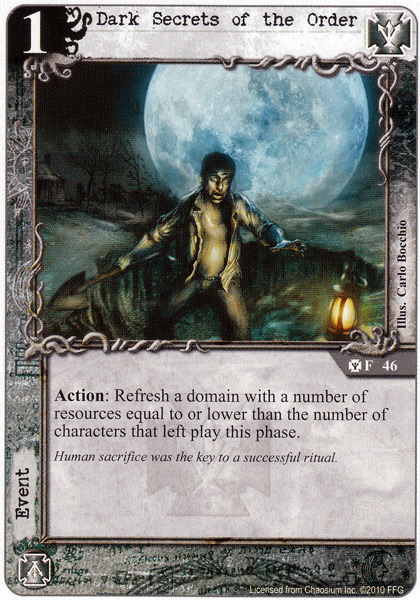 1
Dark Secrets of the Order
Illus. Carlo Bocchio
F 46
Action: Refresh a domain with a number of
resources equal to or lower than the number of
characters that left play this phase.
Human sacrifice was the key to a successful ritual.
Event
Licensed from Chaosium Inc. ©2010 FFG